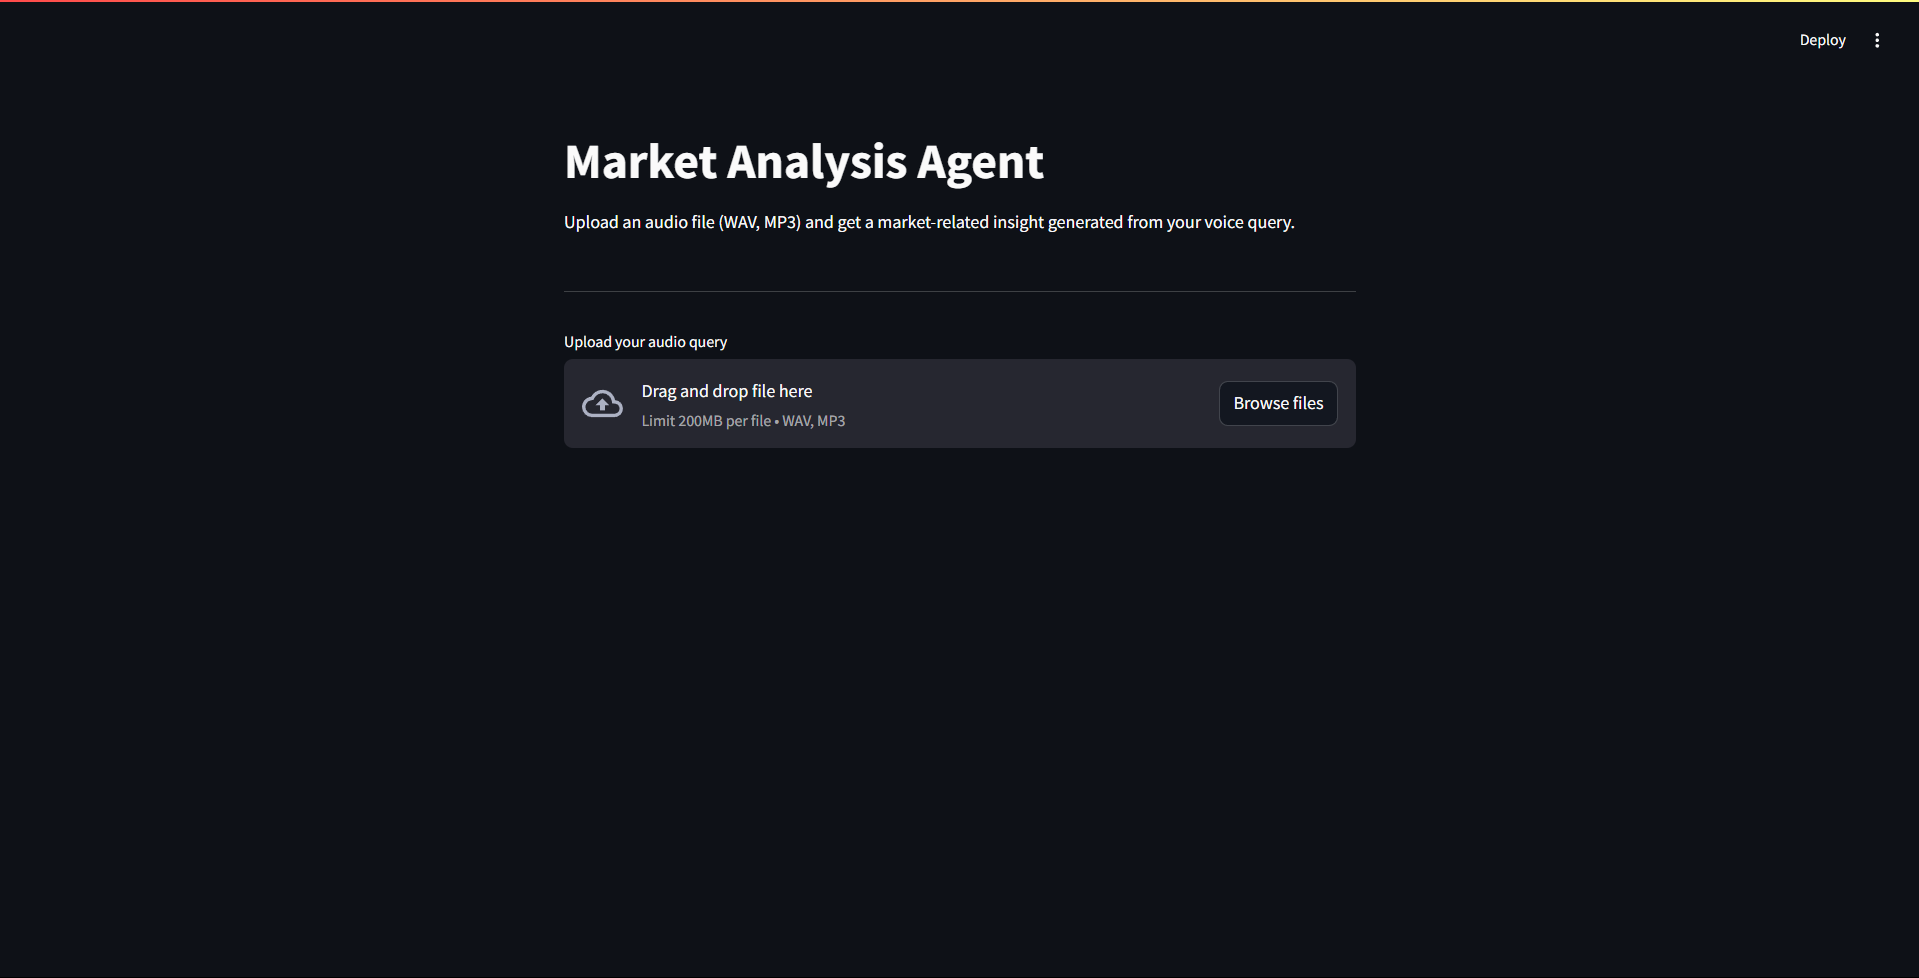 Deploy
Market Analysis Agent
Upload an audio file (WAV, MP3) and get a market-related insight generated from your voice query.
Upload your audio query
Drag and drop file here
Limit 200MB per file • WAV, MP3
Browse files